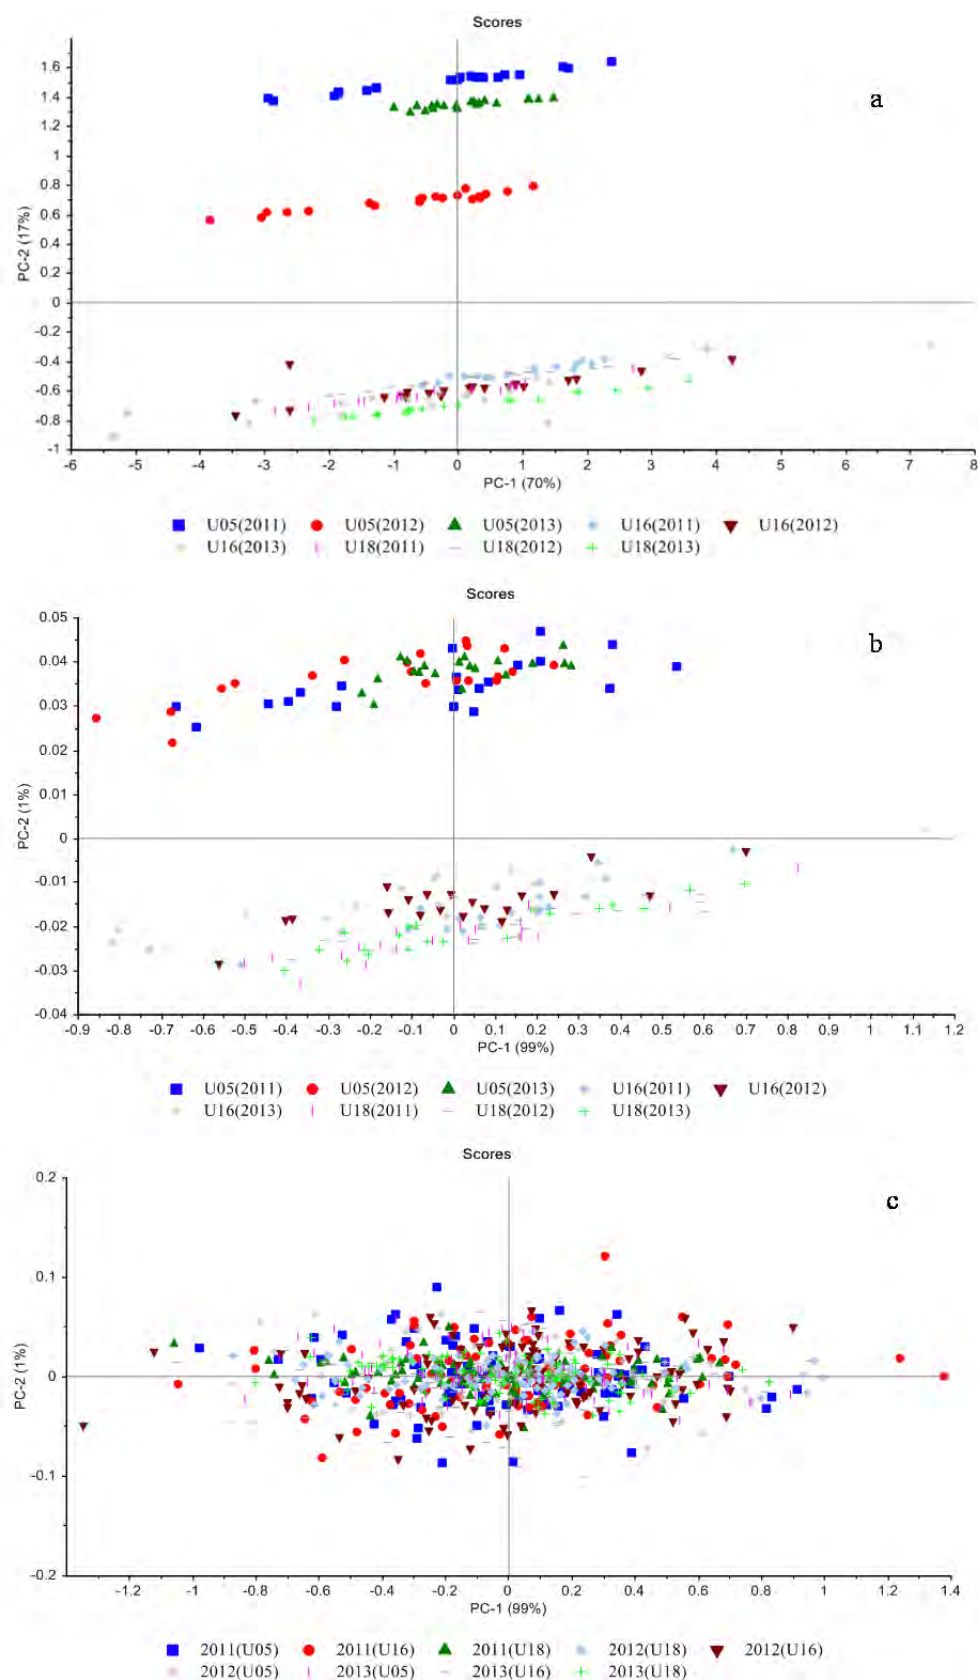 Scores
a
1.6
1.4
1.2
1
0.8
0.6
0.4
0.2
0
-0.2
-0.4
-0.6
-0.8
-1
PC-2 (17%)
-6 -5 -4 -3 -2 -1 0 1 2 3 4 5 6 7 8
PC-1 (70%)
U05(2011) U05(2012) U05(2013) U16(2011) U16(2012)
U16(2013) U18(2011) U18(2012) U18(2013)
Scores
b
0.05
0.04
0.03
0.02
0.01
0
-0.01
-0.02
-0.03
-0.04
PC-2 (1%)
-0.9 -0.8 -0.7 -0.6 -0.5 -0.4 -0.3 -0.2 -0.1 0 0.1 0.2 0.3 0.4 0.5 0.6 0.7 0.8 0.9 1 1.1 1.2
PC-1 (99%)
U05(2011) U05(2012) U05(2013) U16(2011) U16(2012)
U16(2013) U18(2011) U18(2012) U18(2013)
Scores
c
0.2
0.1
0
-0.1
-0.2
PC-2 (1%)
-1.2 -1 -0.8 -0.6 -0.4 -0.2 0 0.2 0.4 0.6 0.8 1 1.2 1.4
PC-1 (99%)
2011(U05) 2011(U16) 2011(U18) 2012(U18) 2012(U16)
2012(U05) 2013(U05) 2013(U16) 2013(U18)